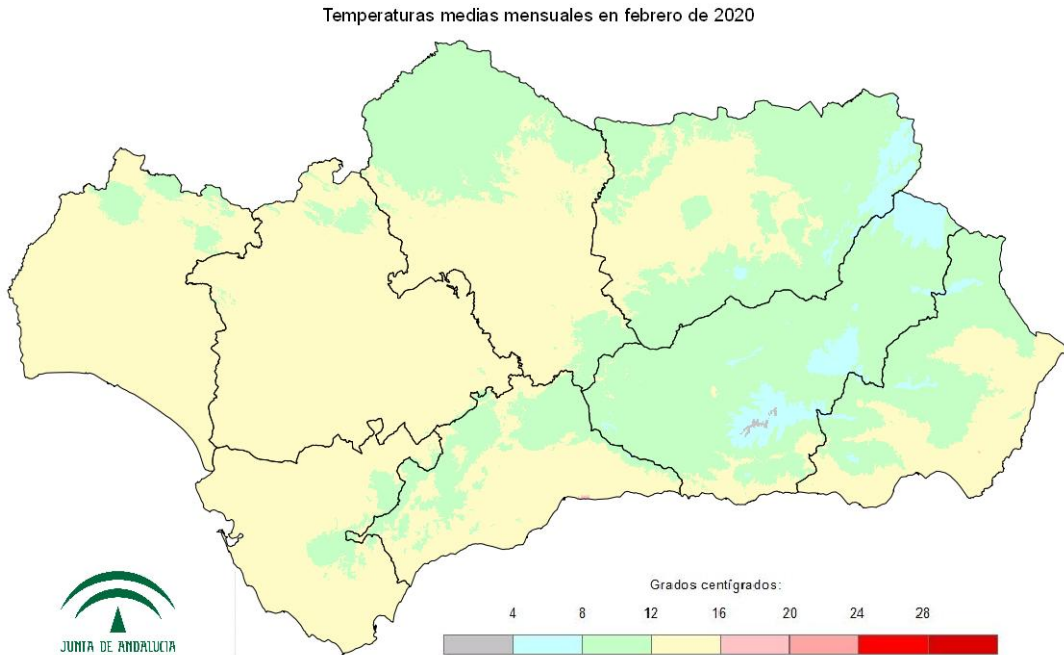 Temperaturas medias mensuales en febrero de 2020
Grados centígrados:
4 8 12 16 20 24 28
JUNTA DE ANDALUCIA